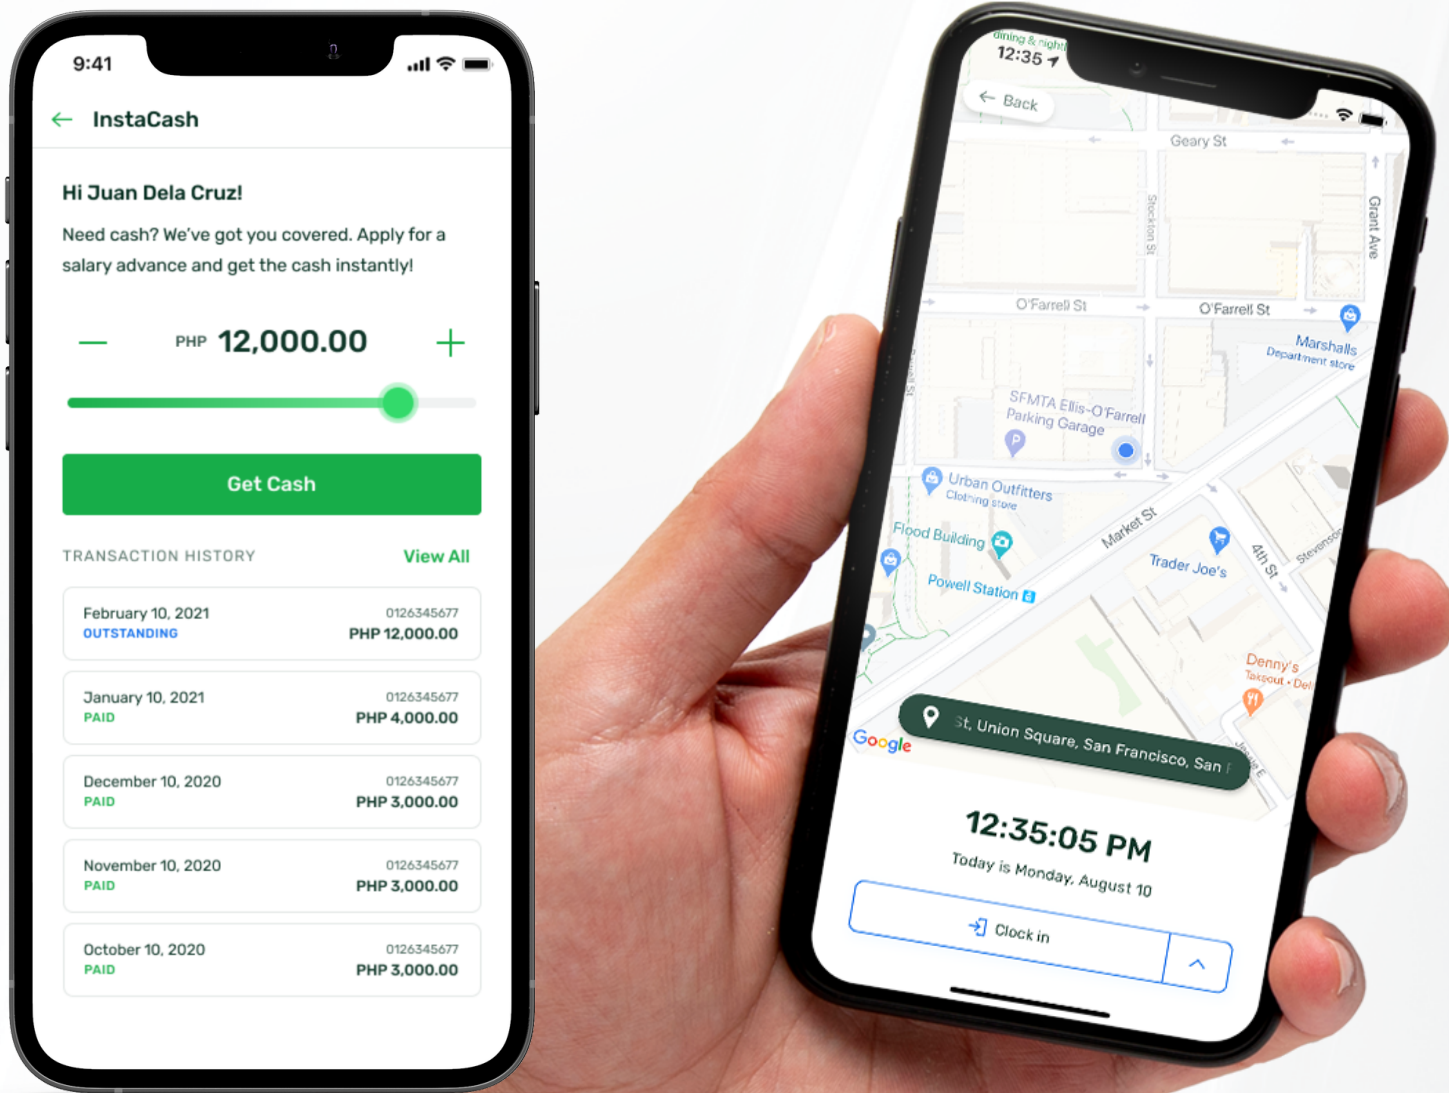 9:41
InstaCash
Hi Juan Dela Cruz!
Need cash? We've got you covered. Apply for a
salary advance and get the cash instantly!
PHP 12,000.00
Get Cash
TRANSACTION HISTORY View All
February 10, 2021 0126345677
OUTSTANDING PHP 12,000.00
January 10, 2021 0126345677
PAID PHP 4,000.00
December 10, 2020 0126345677
PAID PHP 3,000.00
November 10, 2020 0126345677
PAID PHP 3,000.00
October 10, 2020 0126345677
PAID PHP 3,000.00
dining &
12:35
Back
Geary St
Stockton St
Grant Ave
O'Farrell St
O'Farrell St
Marshalls
Department store
SFMTA Ellis-O'Farrell
Parking Garage
P
Urban Outfitters
Clothing store
Flood Building
Market St
Powell Station
Trader Joe's
4th St
Denny's
Takeout •
Google
St, Union Square, San Francisco, San
12:35:05 PM
Today is Monday, August 10
Clock in